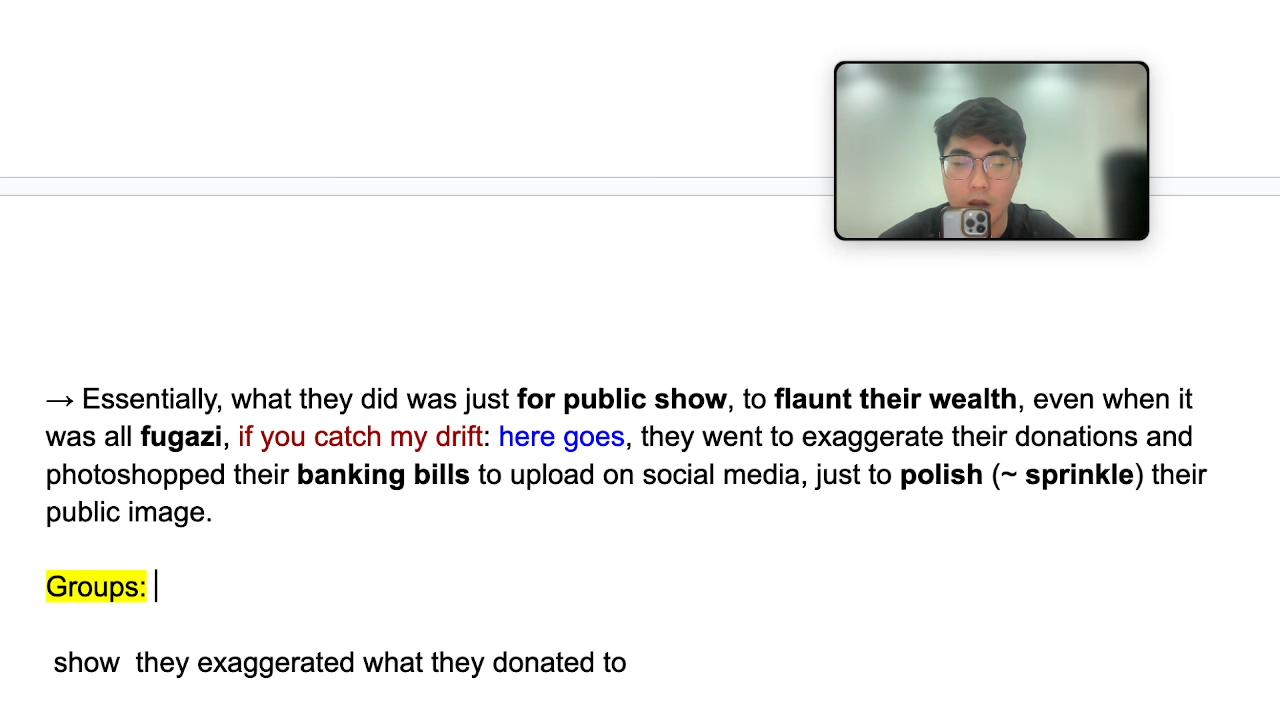 → Essentially, what they did was just for public show, to flaunt their wealth, even when it
was all fugazi, if you catch my drift: here goes, they went to exaggerate their donations and
photoshopped their banking bills to upload on social media, just to polish (~ sprinkle) their
public image.
Groups:
show they exaggerated what they donated to